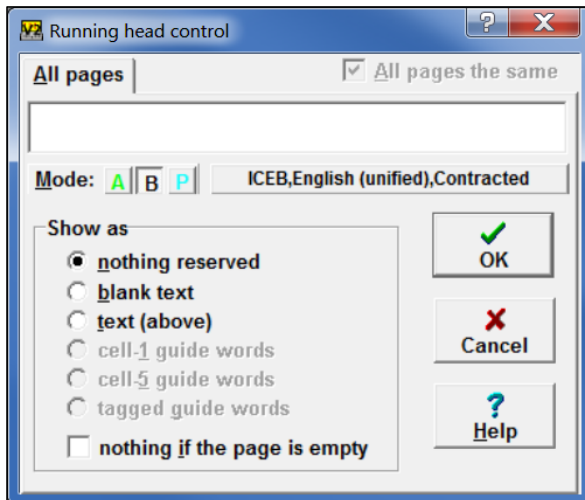 V2 Running head control ? X
All pages All pages the same
Mode: A B P ICEB,English (unified),Contracted
Show as
nothing reserved
blank text
text (above)
cell-1 guide words
cell-5 guide words
tagged guide words
nothing if the page is empty
OK
Cancel
?
Help